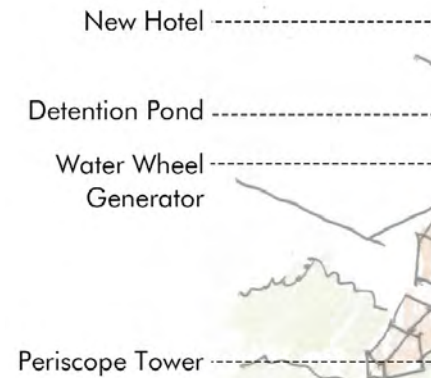 New Hotel
Detention Pond
Water Wheel
Generator
Periscope Tower